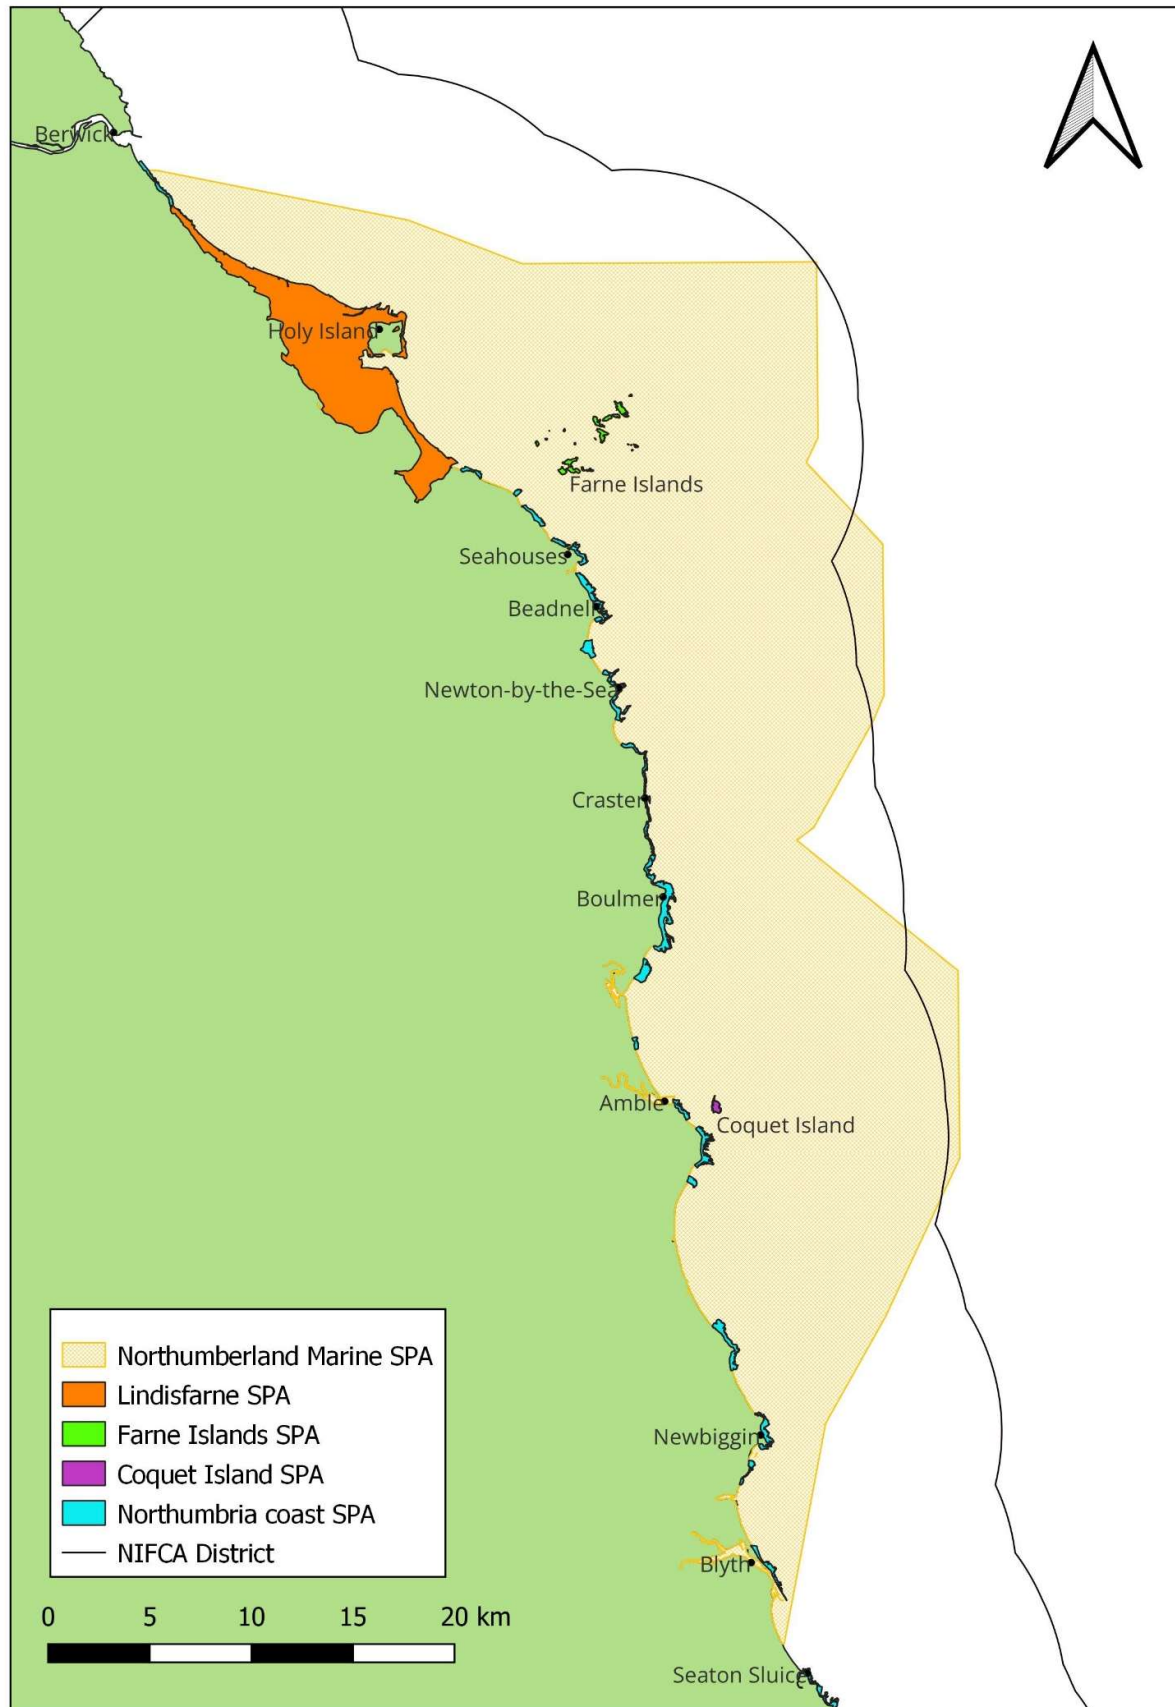 Berwick
Holy Island
Farne Islands
Seahouses
Beadnell
Newton-by-the-Sea
Craster
Boulmer
Amble
Coquet Island
Northumberland Marine SPA
Lindisfarne SPA
Farne Islands SPA
Coquet Island SPA
Northumbria coast SPA
NIFCA District
Newbiggin
Blyth
0 5 10 15 20 km
Seaton Sluice